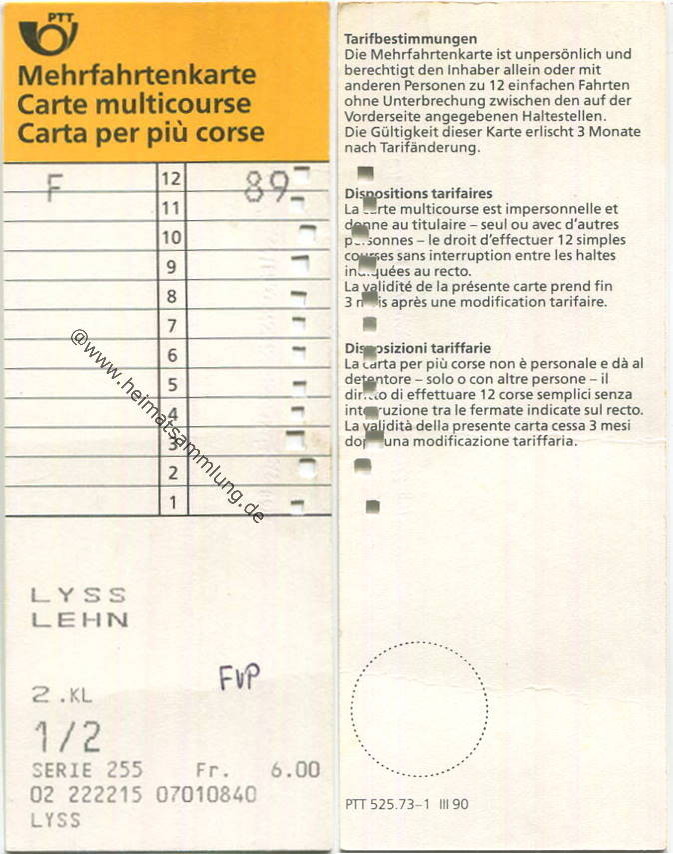 PTT
Mehrfahrtenkarte
Carte multicourse
Carta per più corse
F 12 89
11
10
9
8
7
6
5
4
3
2
1
@www.heimatsammlung.de
LYSS
LEHN
FVP
2.KL
1/2
SERIE 255 Fr. 6.00
02 222215 07010840
LYSS
Tarifbestimmungen
Die Mehrfahrtenkarte ist unpersönlich und
berechtigt den Inhaber allein oder mit
anderen Personen zu 12 einfachen Fahrten
ohne Unterbrechung zwischen den auf der
Vorderseite angegebenen Haltestellen.
Die Gültigkeit dieser Karte erlischt 3 Monate
nach Tarifänderung.
Dispositions tarifaires
La carte multicourse est impersonnelle et
donne au titulaire – seul ou avec d'autres
personnes – le droit d'effectuer 12 simples
courses sans interruption entre les haltes
indiquées au recto.
La validité de la présente carte prend fin
3 mois après une modification tarifaire.
Disposizioni tariffarie
La carta per più corse non è personale e dà al
detentore – solo o con altre persone – il
diritto di effettuare 12 corse semplici senza
interruzione tra le fermate indicate sul recto.
La validità della presente carta cessa 3 mesi
dopo una modificazione tariffaria.
PTT 525.73–1 III 90